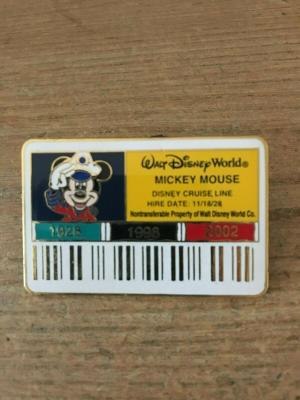 Walt Disney World®
MICKEY MOUSE
DISNEY CRUISE LINE
HIRE DATE: 11/18/28
Nontransferable Property of Walt Disney World Co.
1928 1998 2002